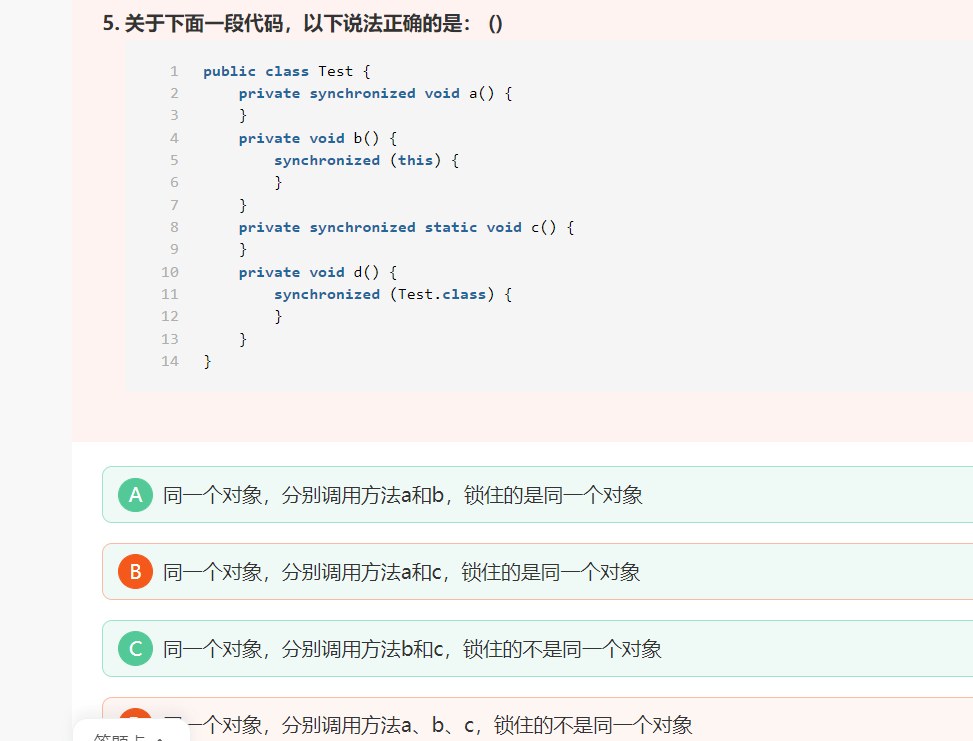 5. 关于下面一段代码，以下说法正确的是： ()
1 public class Test {
2 private synchronized void a() {
3 }
4 private void b() {
5 synchronized (this) {
6 }
7 }
8 private synchronized static void c() {
9 }
10 private void d() {
11 synchronized (Test.class) {
12 }
13 }
14 }
A 同一个对象，分别调用方法a和b，锁住的是同一个对象
B 同一个对象，分别调用方法a和c，锁住的是同一个对象
C 同一个对象，分别调用方法b和c，锁住的不是同一个对象
一个对象，分别调用方法a、b、c，锁住的不是同一个对象